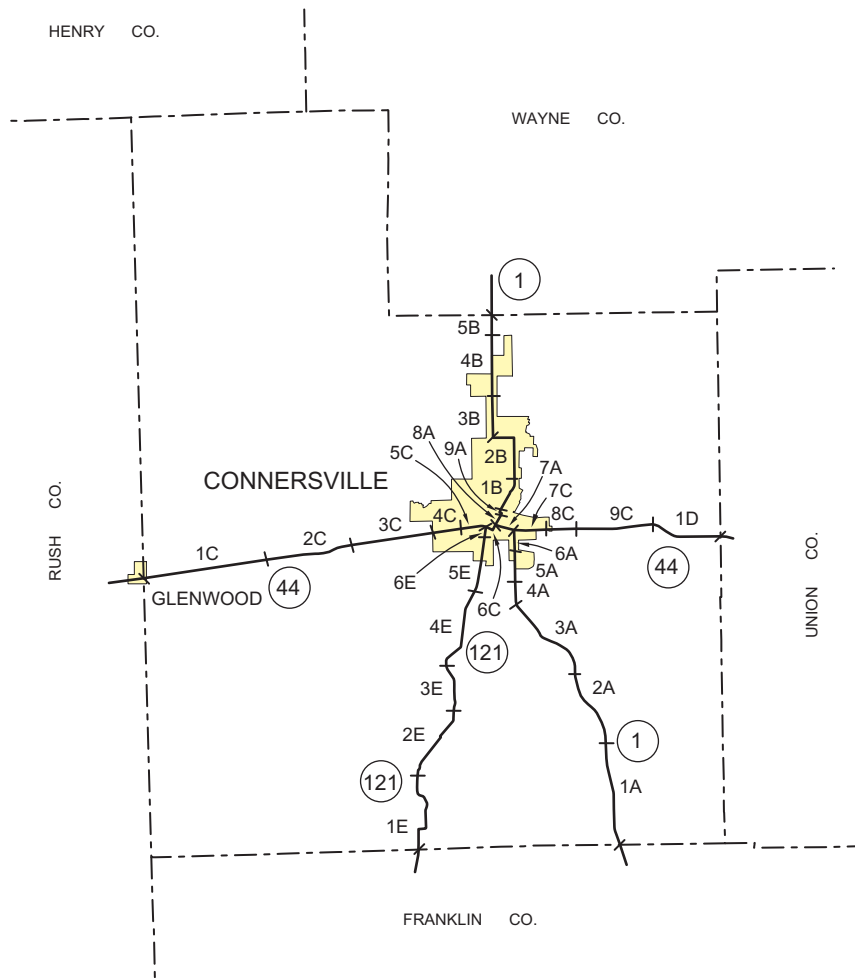 HENRY CO.
WAYNE CO.
1
5B
4B
3B
8A
9A
5C
2B
7A
7C
CONNERSVILLE
1B
RUSH CO.
1C
2C
3C
4C
8C
9C
1D
UNION CO.
6A
5A
44
GLENWOOD
44
6E
5E
6C
4A
4E
121
3A
3E
2A
2E
1
121
1A
1E
FRANKLIN CO.